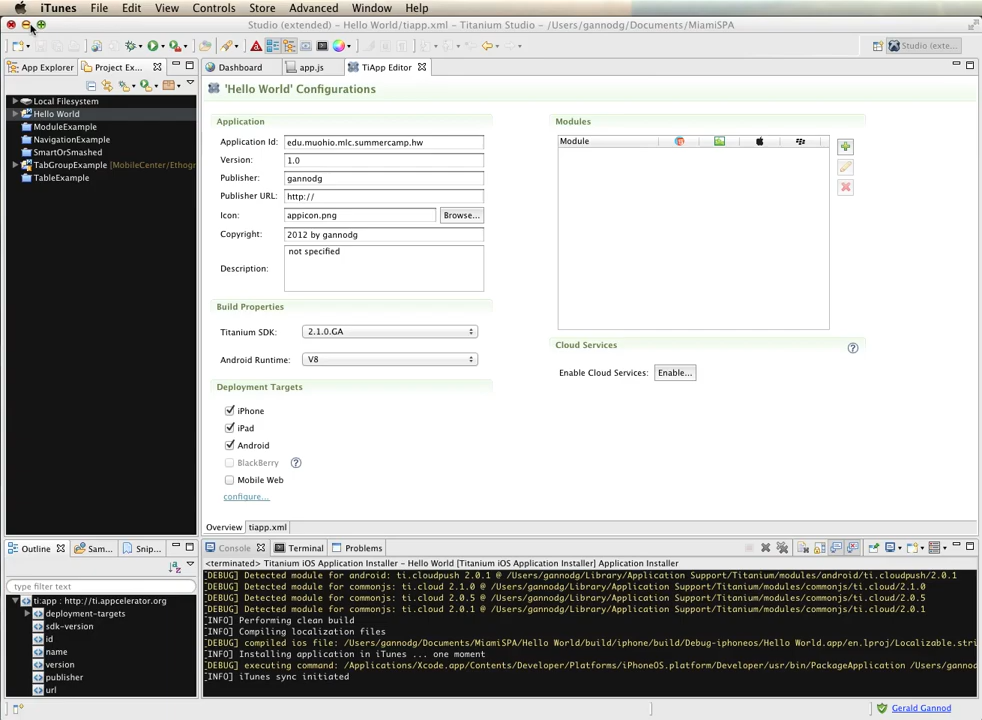 iTunes File Edit View Controls Store Advanced Window Help
Studio (extended) – Hello World/tiapp.xml – Titanium Studio – /Users/gannodg/Documents/MiamiSPA
Studio (exte...
App Explorer Project Ex...
Dashboard app.js TiApp Editor
Local Filesystem
Hello World
ModuleExample
NavigationExample
SmartOrSmashed
TabGroupExample [MobileCenter/Ethogr
TableExample
'Hello World' Configurations
Application
Application Id: edu.muohio.mlc.summercamp.hw
Version: 1.0
Publisher: gannodg
Publisher URL: http://
Icon: appicon.png Browse...
Copyright: 2012 by gannodg
Description: not specified
Build Properties
Titanium SDK: 2.1.0.GA
Android Runtime: V8
Deployment Targets
iPhone
iPad
Android
BlackBerry
Mobile Web
configure...
Modules
Module
Cloud Services
Enable Cloud Services: Enable...
Overview tiapp.xml
Outline Sam... Snip...
type filter text
ti:app : http://ti.appcelerator.org
deployment-targets
sdk-version
id
name
version
publisher
url
Console Terminal Problems
<terminated> Titanium iOS Application Installer – Hello World [Titanium iOS Application Installer] Application Installer
[DEBUG] Detected module for android: ti.cloudpush 2.0.1 @ /Users/gannodg/Library/Application Support/Titanium/modules/android/ti.cloudpush/2.0.1
[DEBUG] Detected module for commonjs: ti.cloud 2.1.0 @ /Users/gannodg/Library/Application Support/Titanium/modules/commonjs/ti.cloud/2.1.0
[DEBUG] Detected module for commonjs: ti.cloud 2.0.5 @ /Users/gannodg/Library/Application Support/Titanium/modules/commonjs/ti.cloud/2.0.5
[DEBUG] Detected module for commonjs: ti.cloud 2.0.1 @ /Users/gannodg/Library/Application Support/Titanium/modules/commonjs/ti.cloud/2.0.1
[INFO] Performing clean build
[INFO] Compiling localization files
[DEBUG] compiled ios file: /Users/gannodg/Documents/MiamiSPA/Hello World/build/iphone/build/Debug-iphoneos/Hello World.app/en.lproj/Localizable.stri
[INFO] Installing application in iTunes ... one moment
[DEBUG] executing command: /Applications/Xcode.app/Contents/Developer/Platforms/iPhoneOS.platform/Developer/usr/bin/PackageApplication /Users/ganno
[INFO] iTunes sync initiated
Gerald Gannod